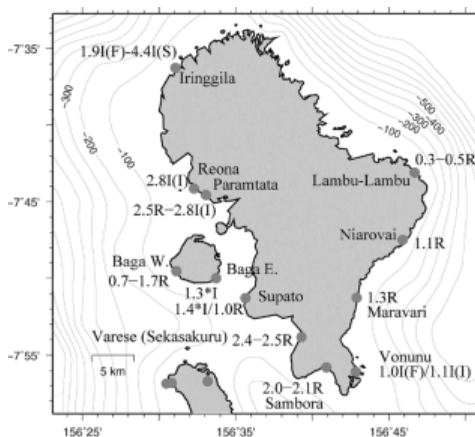 -7°35'
1.9I(F)-4.4I(S)
Iringgila
-300
-200
-100
-500
-400
-300
-200
-100
Reona
2.8I(I)
Paramtata
0.3−0.5R
Lambu-Lambu
-7°45'
2.5R−2.8I(I)
Niarovai
1.1R
Baga W.
Baga E.
0.7−1.7R
1.3*I
1.4*I/1.0R
Supato
1.3R
Maravari
Varese (Sekasakuru)
2.4−2.5R
Vonunu
-7°55'
5 km
2.0−2.1R
1.0I(F)/1.1I(I)
Sambora
156°25'
156°35'
156°45'